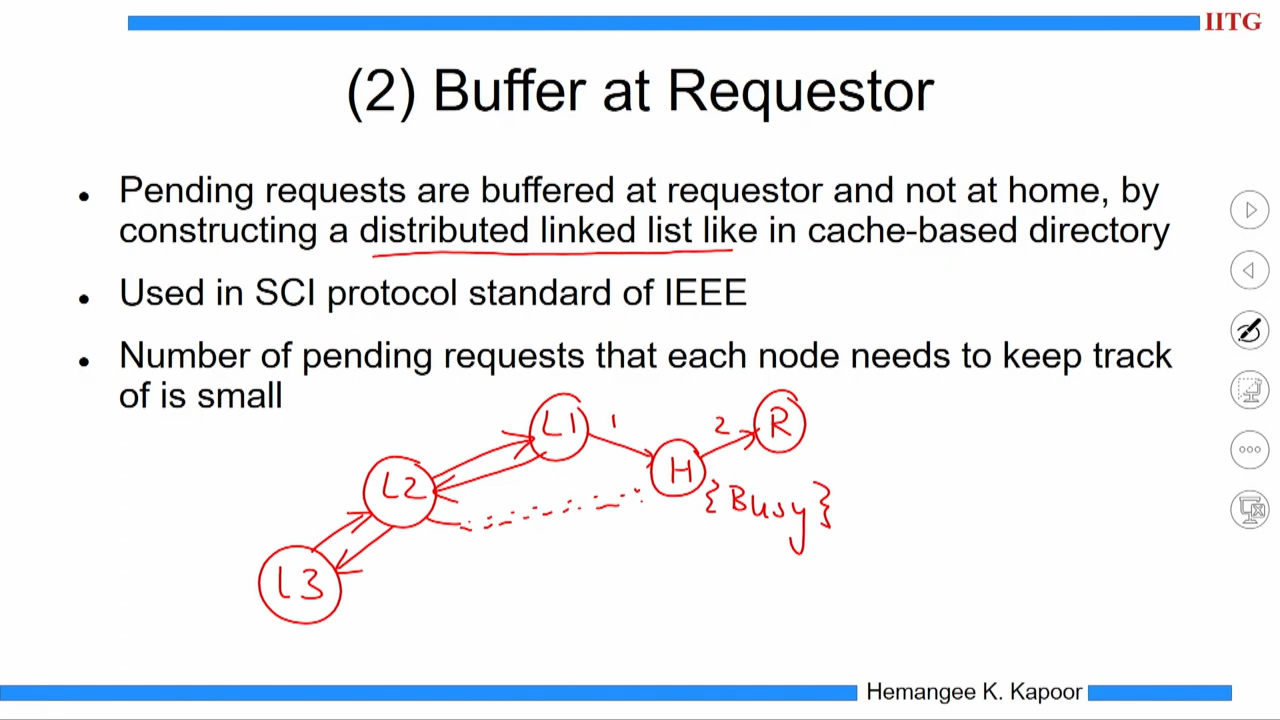 IITG
(2) Buffer at Requestor
• Pending requests are buffered at requestor and not at home, by
constructing a distributed linked list like in cache-based directory
• Used in SCI protocol standard of IEEE
• Number of pending requests that each node needs to keep track
of is small
L1 1 2 R
H
L2
{Busy}
L3
Hemangee K. Kapoor